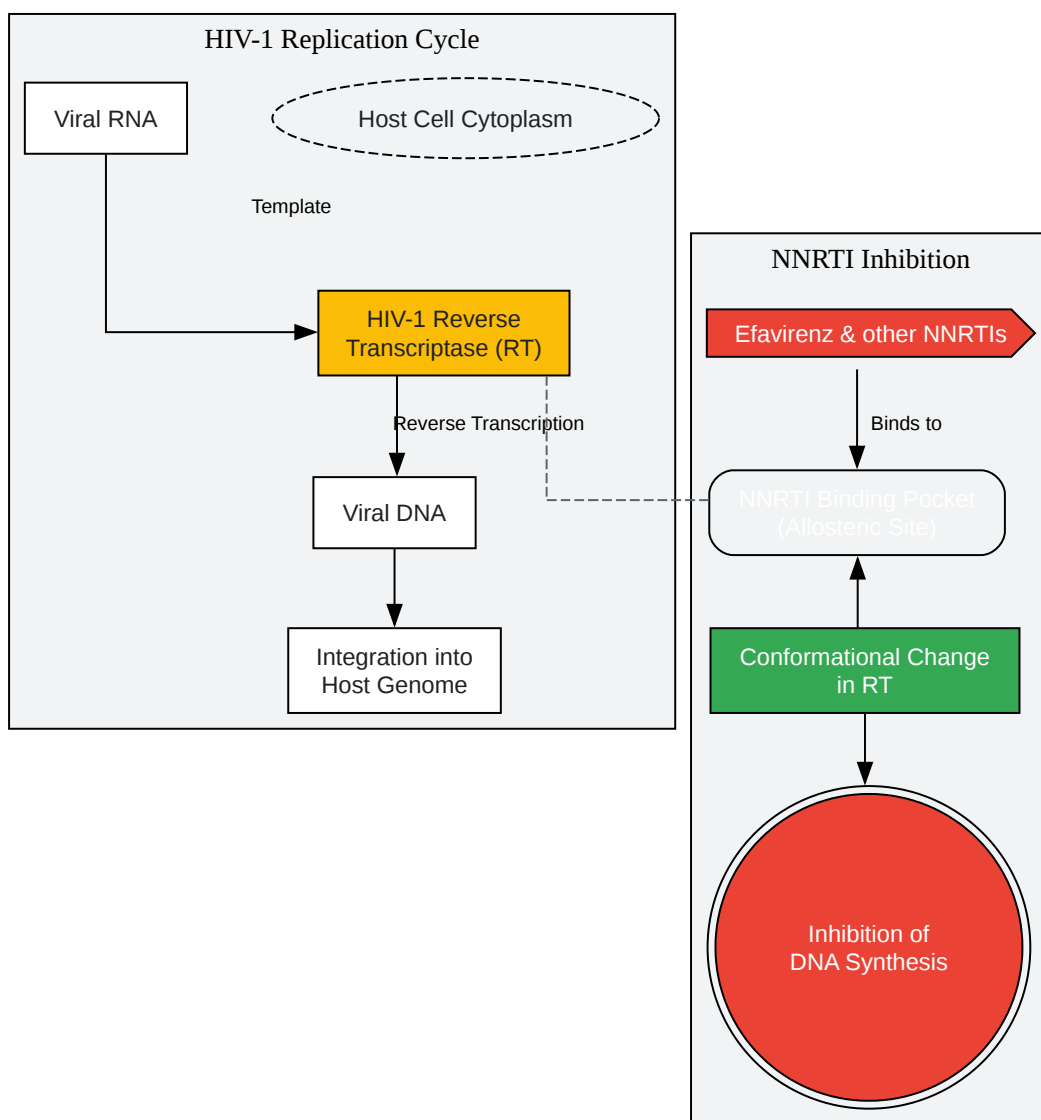 HIV-1 Replication Cycle
Viral RNA
Host Cell Cytoplasm
Template
HIV-1 Reverse
Transcriptase (RT)
Reverse Transcription
Viral DNA
Integration into
Host Genome
NNRTI Inhibition
Efavirenz & other NNRTIs
Binds to
NNRTI Binding Pocket
(Allosteric Site)
Conformational Change
in RT
Inhibition of
DNA Synthesis